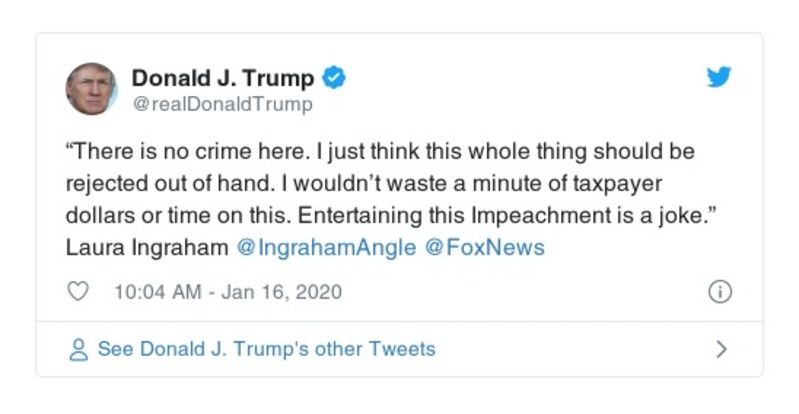 Donald J. Trump
@realDonaldTrump
“There is no crime here. I just think this whole thing should be
rejected out of hand. I wouldn’t waste a minute of taxpayer
dollars or time on this. Entertaining this Impeachment is a joke.”
Laura Ingraham @IngrahamAngle @FoxNews
10:04 AM - Jan 16, 2020
See Donald J. Trump's other Tweets